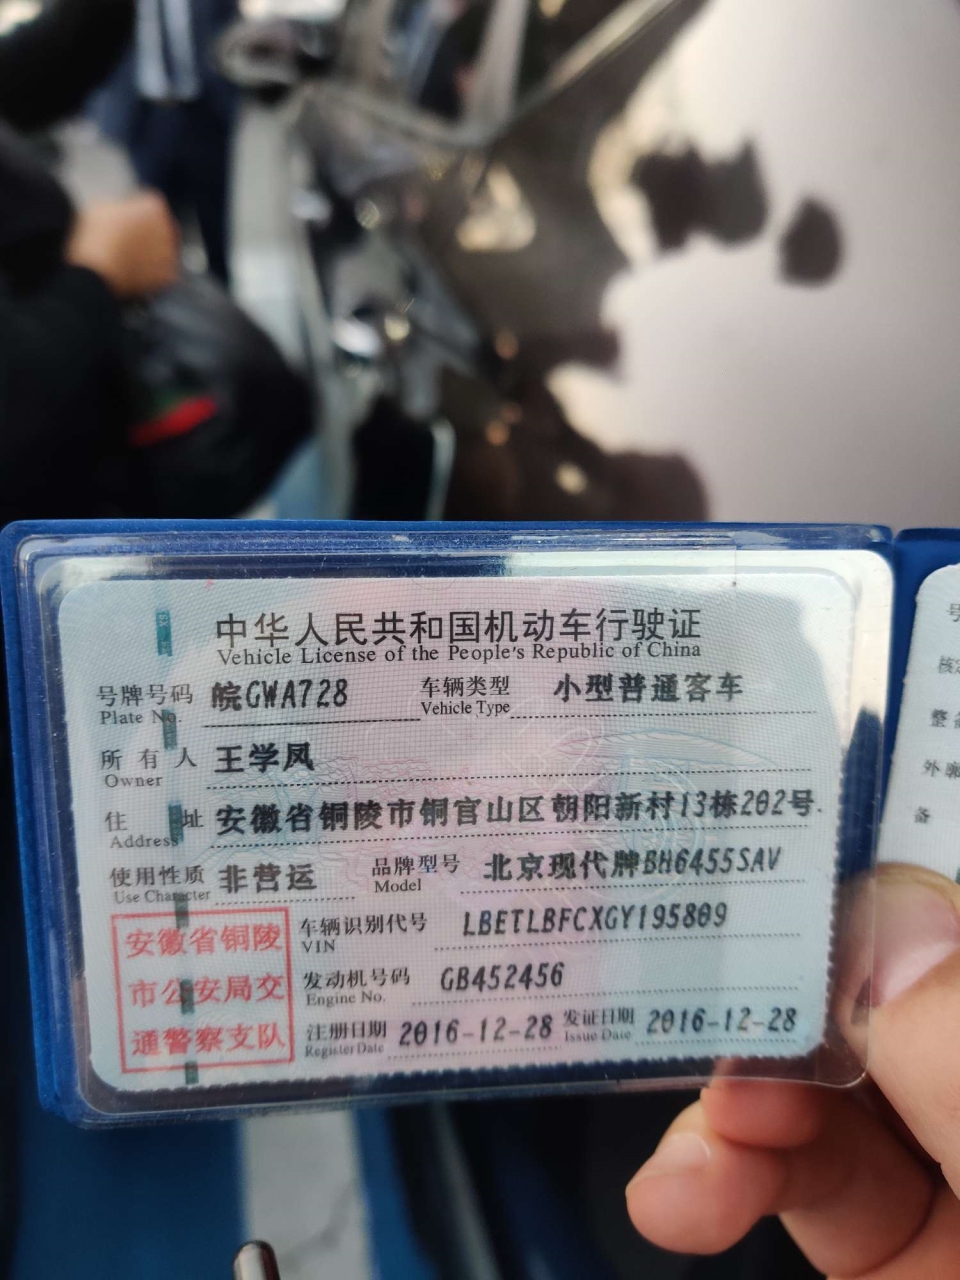 中华人民共和国机动车行驶证
Vehicle License of the People's Republic of China
号牌号码 皖GWA728 车辆类型 小型普通客车
Plate No. Vehicle Type
所有人 王学凤
Owner
住址 安徽省铜陵市铜官山区朝阳新村13栋202号.
Address
使用性质 非营运 品牌型号 北京现代牌BH6455SAV
Use Character Model
安徽省铜陵
市公安局交
通警察支队
车辆识别代号 LBETLBFCXGY195809
VIN
发动机号码 GB452456
Engine No.
注册日期 2016-12-28 发证日期 2016-12-28
Register Date Issue Date
号
核定
整备
外廓
备